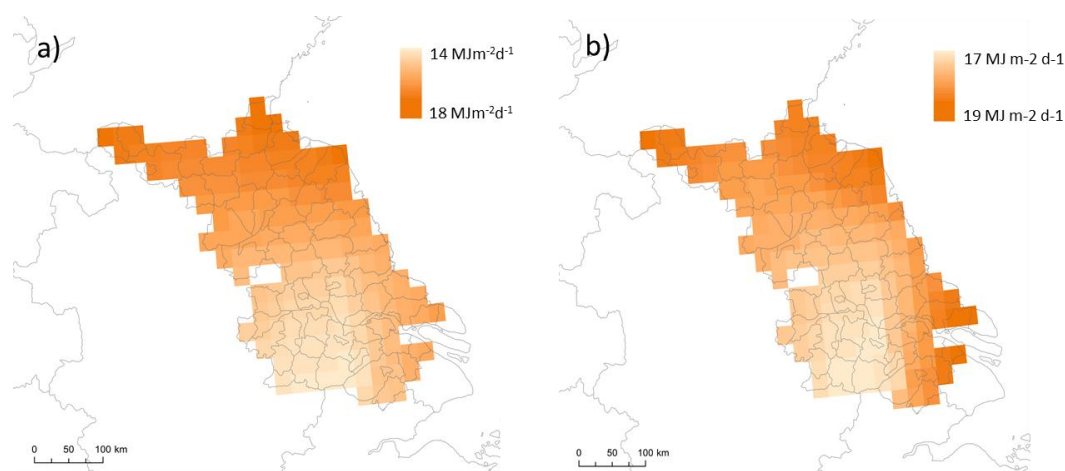 a)
14 MJm⁻²d⁻¹
18 MJm⁻²d⁻¹
0 50 100 km
b)
17 MJ m-2 d-1
19 MJ m-2 d-1
0 50 100 km